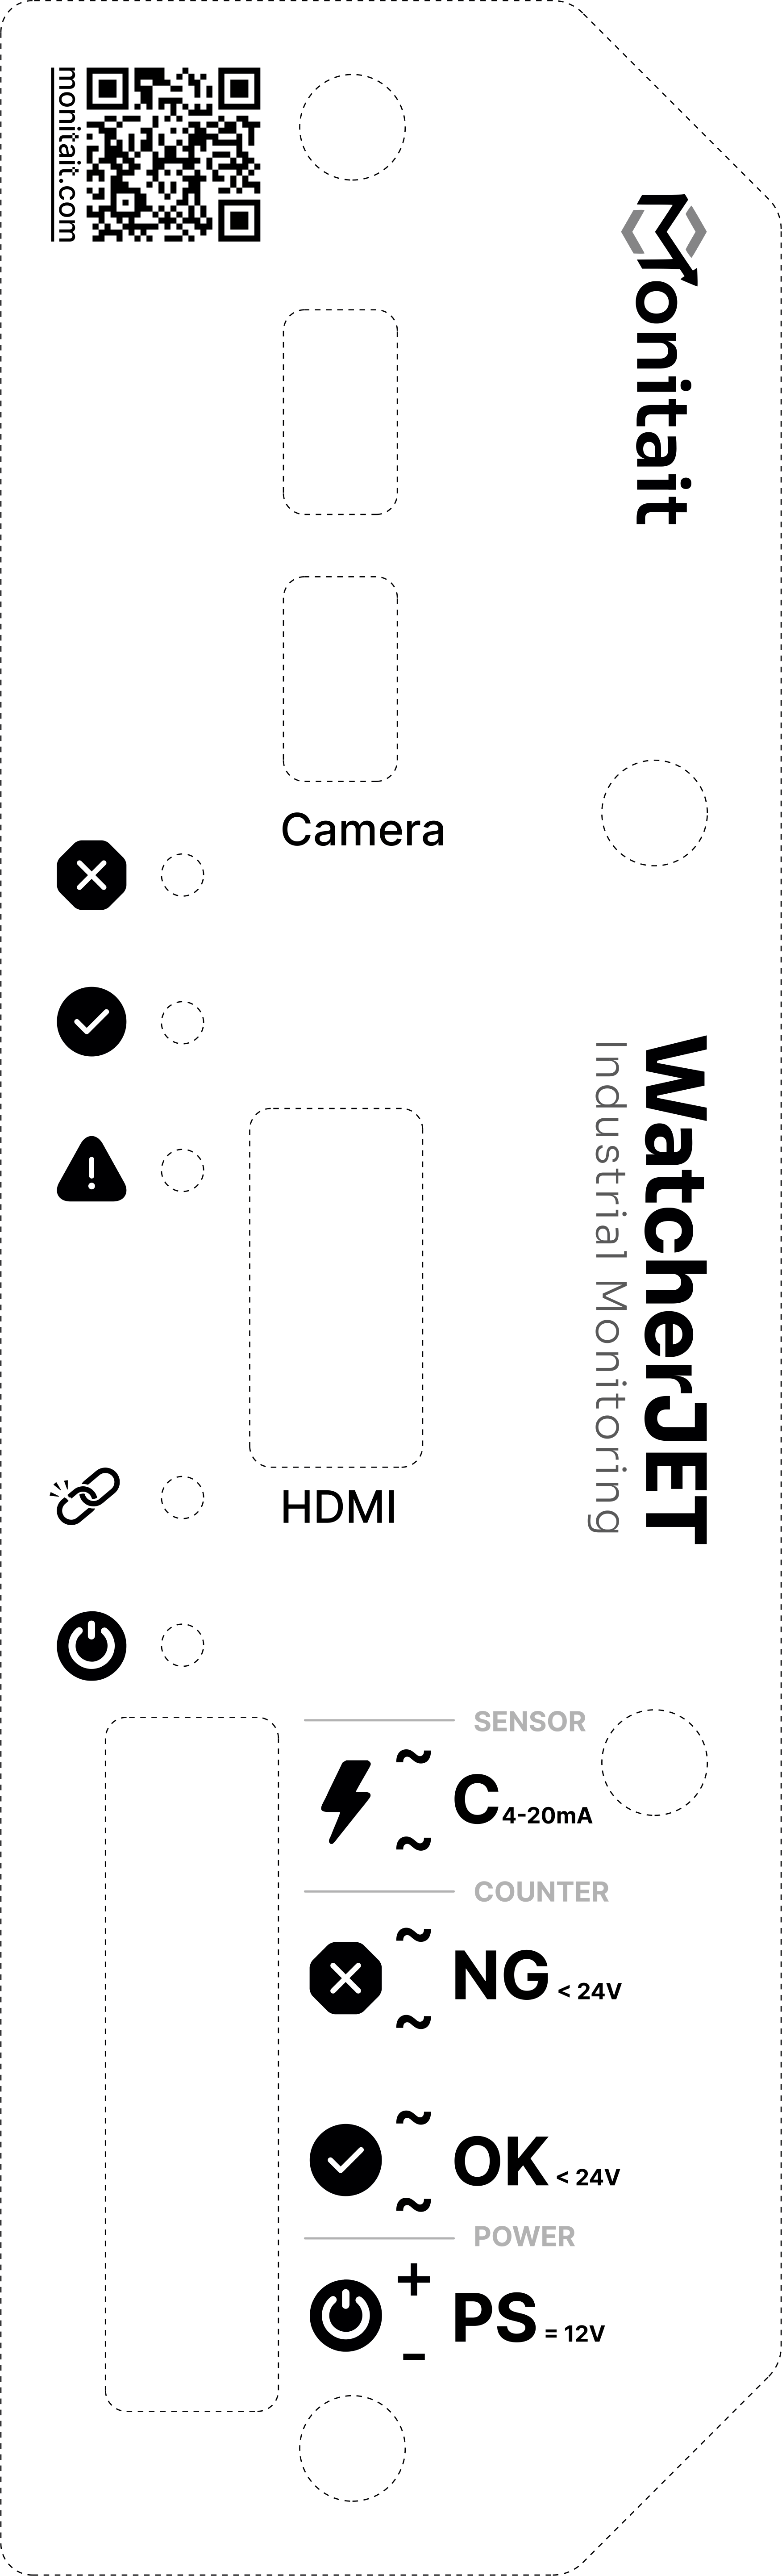 monitait.com
Monitait
Camera
WatcherJET
Industrial Monitoring
HDMI
SENSOR
~
C 4-20mA
~
COUNTER
~
NG < 24V
~
~
OK < 24V
~
POWER
+
PS = 12V
-